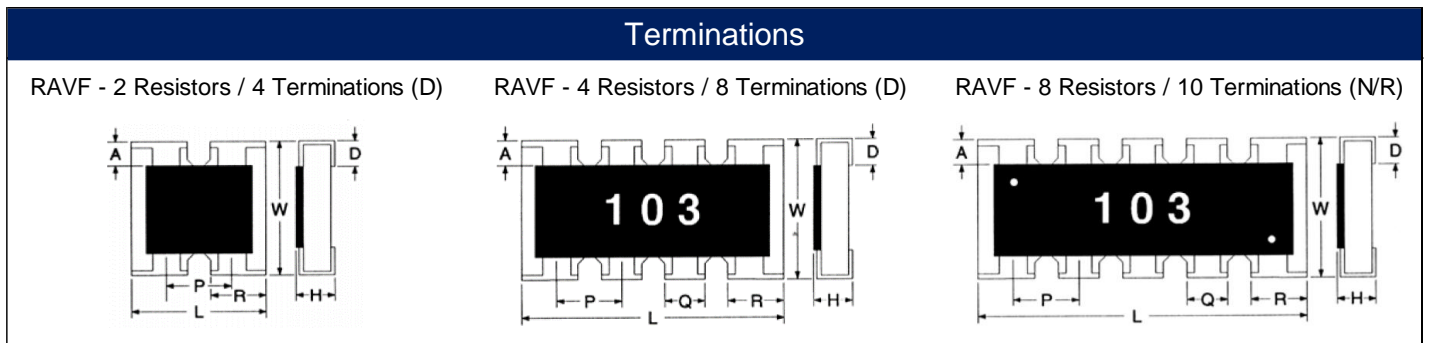 Terminations
RAVF - 2 Resistors / 4 Terminations (D)
RAVF - 4 Resistors / 8 Terminations (D)
RAVF - 8 Resistors / 10 Terminations (N/R)
A
D
W
P
R
H
L
A
D
103
W
P
Q
R
H
L
A
D
103
W
P
Q
R
H
L